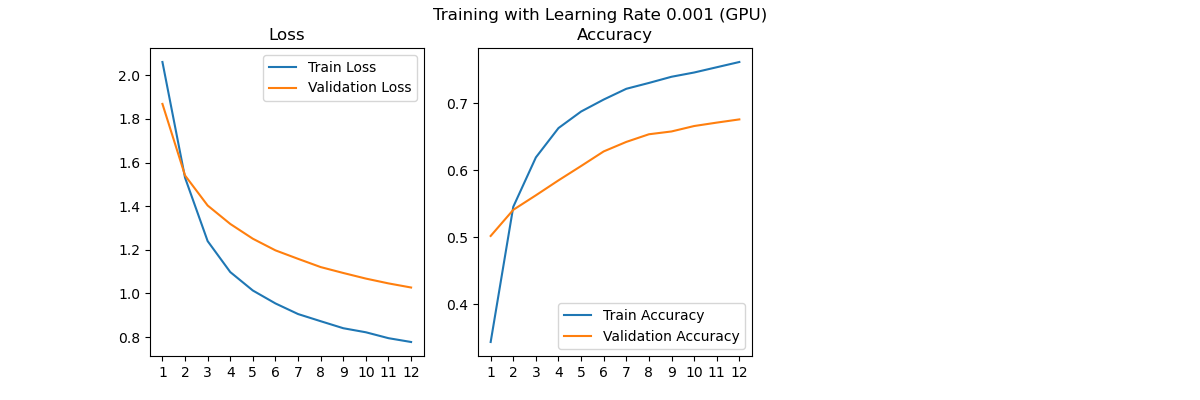 Training with Learning Rate 0.001 (GPU)
Loss
Train Loss
Validation Loss
2.0
1.8
1.6
1.4
1.2
1.0
0.8
1 2 3 4 5 6 7 8 9 10 11 12
Accuracy
0.7
0.6
0.5
0.4
Train Accuracy
Validation Accuracy
1 2 3 4 5 6 7 8 9 10 11 12